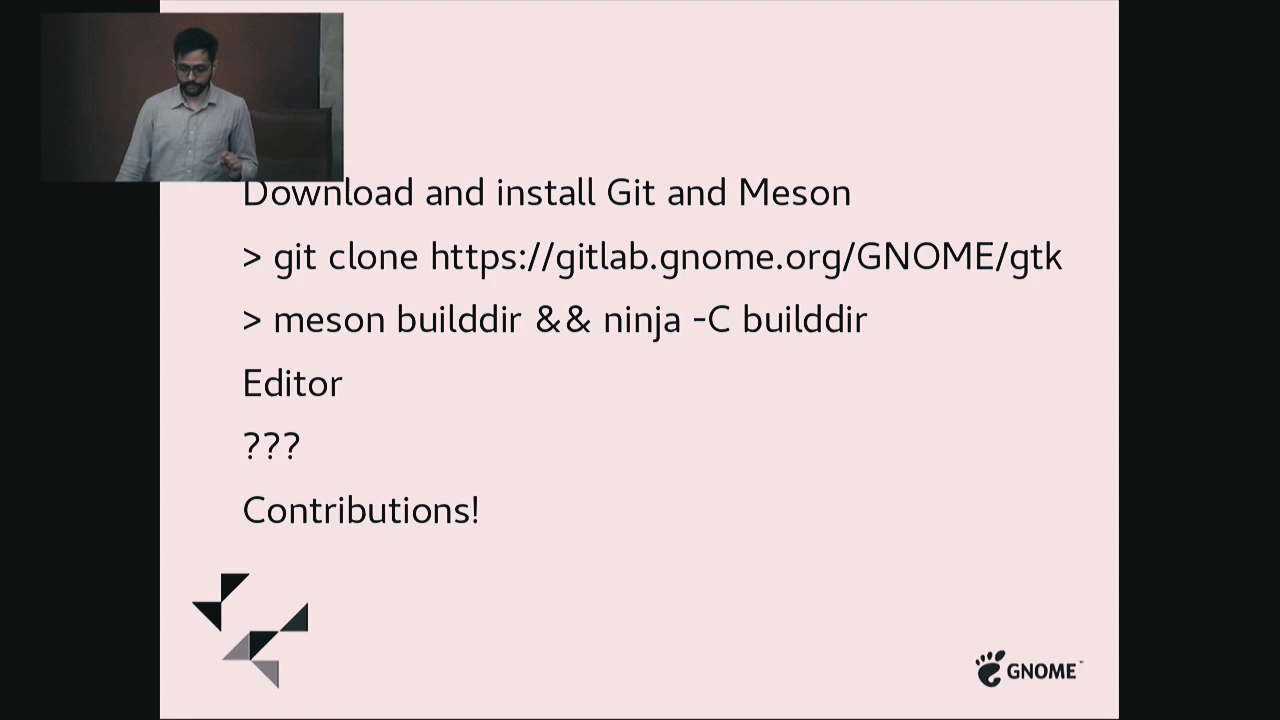 Download and install Git and Meson
> git clone https://gitlab.gnome.org/GNOME/gtk
> meson builddir && ninja -C builddir
Editor
???
Contributions!
GNOME™